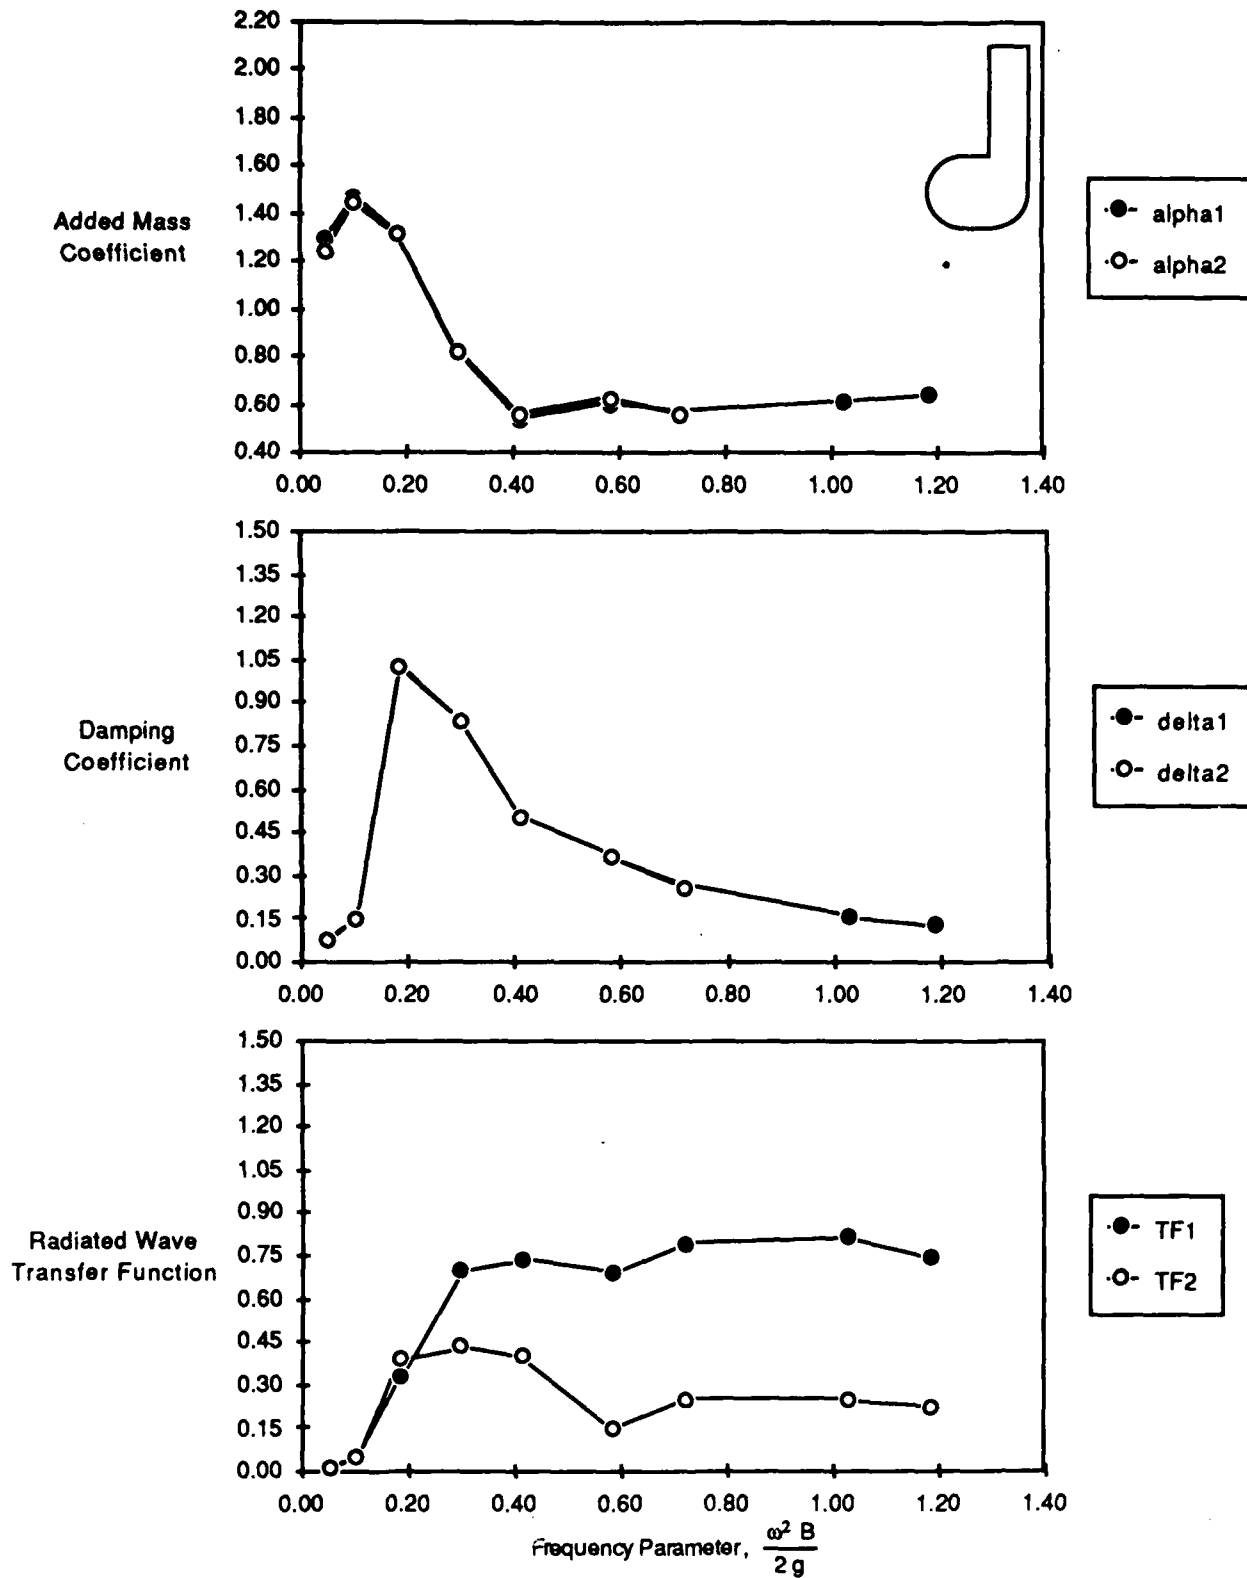 2.20
2.00
1.80
1.60
1.40
1.20
1.00
0.80
0.60
0.40
Added Mass
Coefficient
0.00 0.20 0.40 0.60 0.80 1.00 1.20 1.40
alpha1
alpha2
1.50
1.35
1.20
1.05
0.90
0.75
0.60
0.45
0.30
0.15
0.00
Damping
Coefficient
0.00 0.20 0.40 0.60 0.80 1.00 1.20 1.40
delta1
delta2
1.50
1.35
1.20
1.05
0.90
0.75
0.60
0.45
0.30
0.15
0.00
Radiated Wave
Transfer Function
0.00 0.20 0.40 0.60 0.80 1.00 1.20 1.40
TF1
TF2
Frequency Parameter, ω² B
2 g